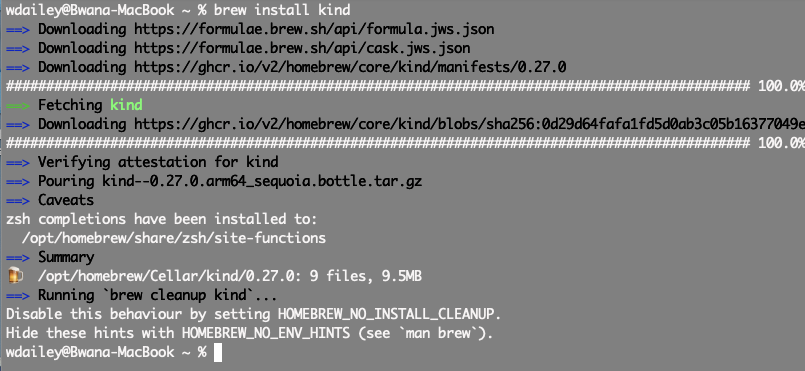 wdailey@Bwana-MacBook ~ % brew install kind
==> Downloading https://formulae.brew.sh/api/formula.jws.json
==> Downloading https://formulae.brew.sh/api/cask.jws.json
==> Downloading https://ghcr.io/v2/homebrew/core/kind/manifests/0.27.0
######################################################################################### 100.0%
==> Fetching kind
==> Downloading https://ghcr.io/v2/homebrew/core/kind/blobs/sha256:0d29d64fafa1fd5d0ab3c05b16377049e
######################################################################################### 100.0%
==> Verifying attestation for kind
==> Pouring kind--0.27.0.arm64_sequoia.bottle.tar.gz
==> Caveats
zsh completions have been installed to:
  /opt/homebrew/share/zsh/site-functions
==> Summary
🍺  /opt/homebrew/Cellar/kind/0.27.0: 9 files, 9.5MB
==> Running `brew cleanup kind`...
Disable this behaviour by setting HOMEBREW_NO_INSTALL_CLEANUP.
Hide these hints with HOMEBREW_NO_ENV_HINTS (see `man brew`).
wdailey@Bwana-MacBook ~ %